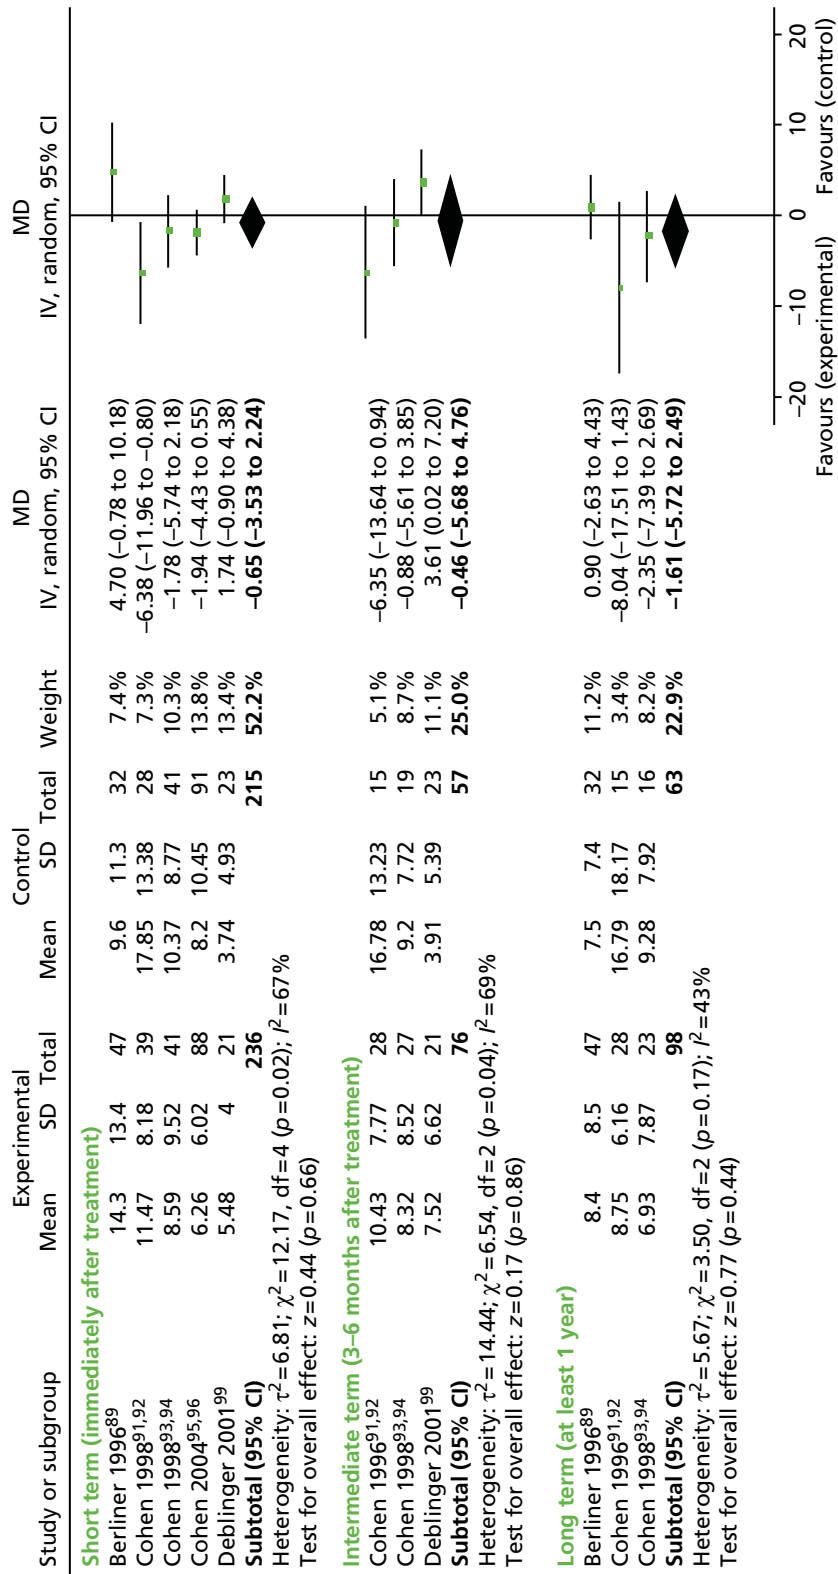 Experimental Control MD MD
Study or subgroup Mean SD Total Mean SD Total Weight IV, random, 95% CI IV, random, 95% CI
Short term (immediately after treatment)
Berliner 1996⁸⁹ 14.3 13.4 47 9.6 11.3 32 7.4% 4.70 (−0.78 to 10.18)
Cohen 1998⁹¹,⁹² 11.47 8.18 39 17.85 13.38 28 7.3% −6.38 (−11.96 to −0.80)
Cohen 1998⁹³,⁹⁴ 8.59 9.52 41 10.37 8.77 41 10.3% −1.78 (−5.74 to 2.18)
Cohen 2004⁹⁵,⁹⁶ 6.26 6.02 88 8.2 10.45 91 13.8% −1.94 (−4.43 to 0.55)
Deblinger 2001⁹⁹ 5.48 4 21 3.74 4.93 23 13.4% 1.74 (−0.90 to 4.38)
Subtotal (95% CI) 236 215 52.2% −0.65 (−3.53 to 2.24)
Heterogeneity: τ²=6.81; χ²=12.17, df=4 (p=0.02); I²=67%
Test for overall effect: z=0.44 (p=0.66)
Intermediate term (3–6 months after treatment)
Cohen 1996⁹¹,⁹² 10.43 7.77 28 16.78 13.23 15 5.1% −6.35 (−13.64 to 0.94)
Cohen 1998⁹³,⁹⁴ 8.32 8.52 27 9.2 7.72 19 8.7% −0.88 (−5.61 to 3.85)
Deblinger 2001⁹⁹ 7.52 6.62 21 3.91 5.39 23 11.1% 3.61 (0.02 to 7.20)
Subtotal (95% CI) 76 57 25.0% −0.46 (−5.68 to 4.76)
Heterogeneity: τ²=14.44; χ²=6.54, df=2 (p=0.04); I²=69%
Test for overall effect: z=0.17 (p=0.86)
Long term (at least 1 year)
Berliner 1996⁸⁹ 8.4 8.5 47 7.5 7.4 32 11.2% 0.90 (−2.63 to 4.43)
Cohen 1996⁹¹,⁹² 8.75 6.16 28 16.79 18.17 15 3.4% −8.04 (−17.51 to 1.43)
Cohen 1998⁹³,⁹⁴ 6.93 7.87 23 9.28 7.92 16 8.2% −2.35 (−7.39 to 2.69)
Subtotal (95% CI) 98 63 22.9% −1.61 (−5.72 to 2.49)
Heterogeneity: τ²=5.67; χ²=3.50, df=2 (p=0.17); I²=43%
Test for overall effect: z=0.77 (p=0.44)
−20 −10 0 10 20
Favours (experimental) Favours (control)